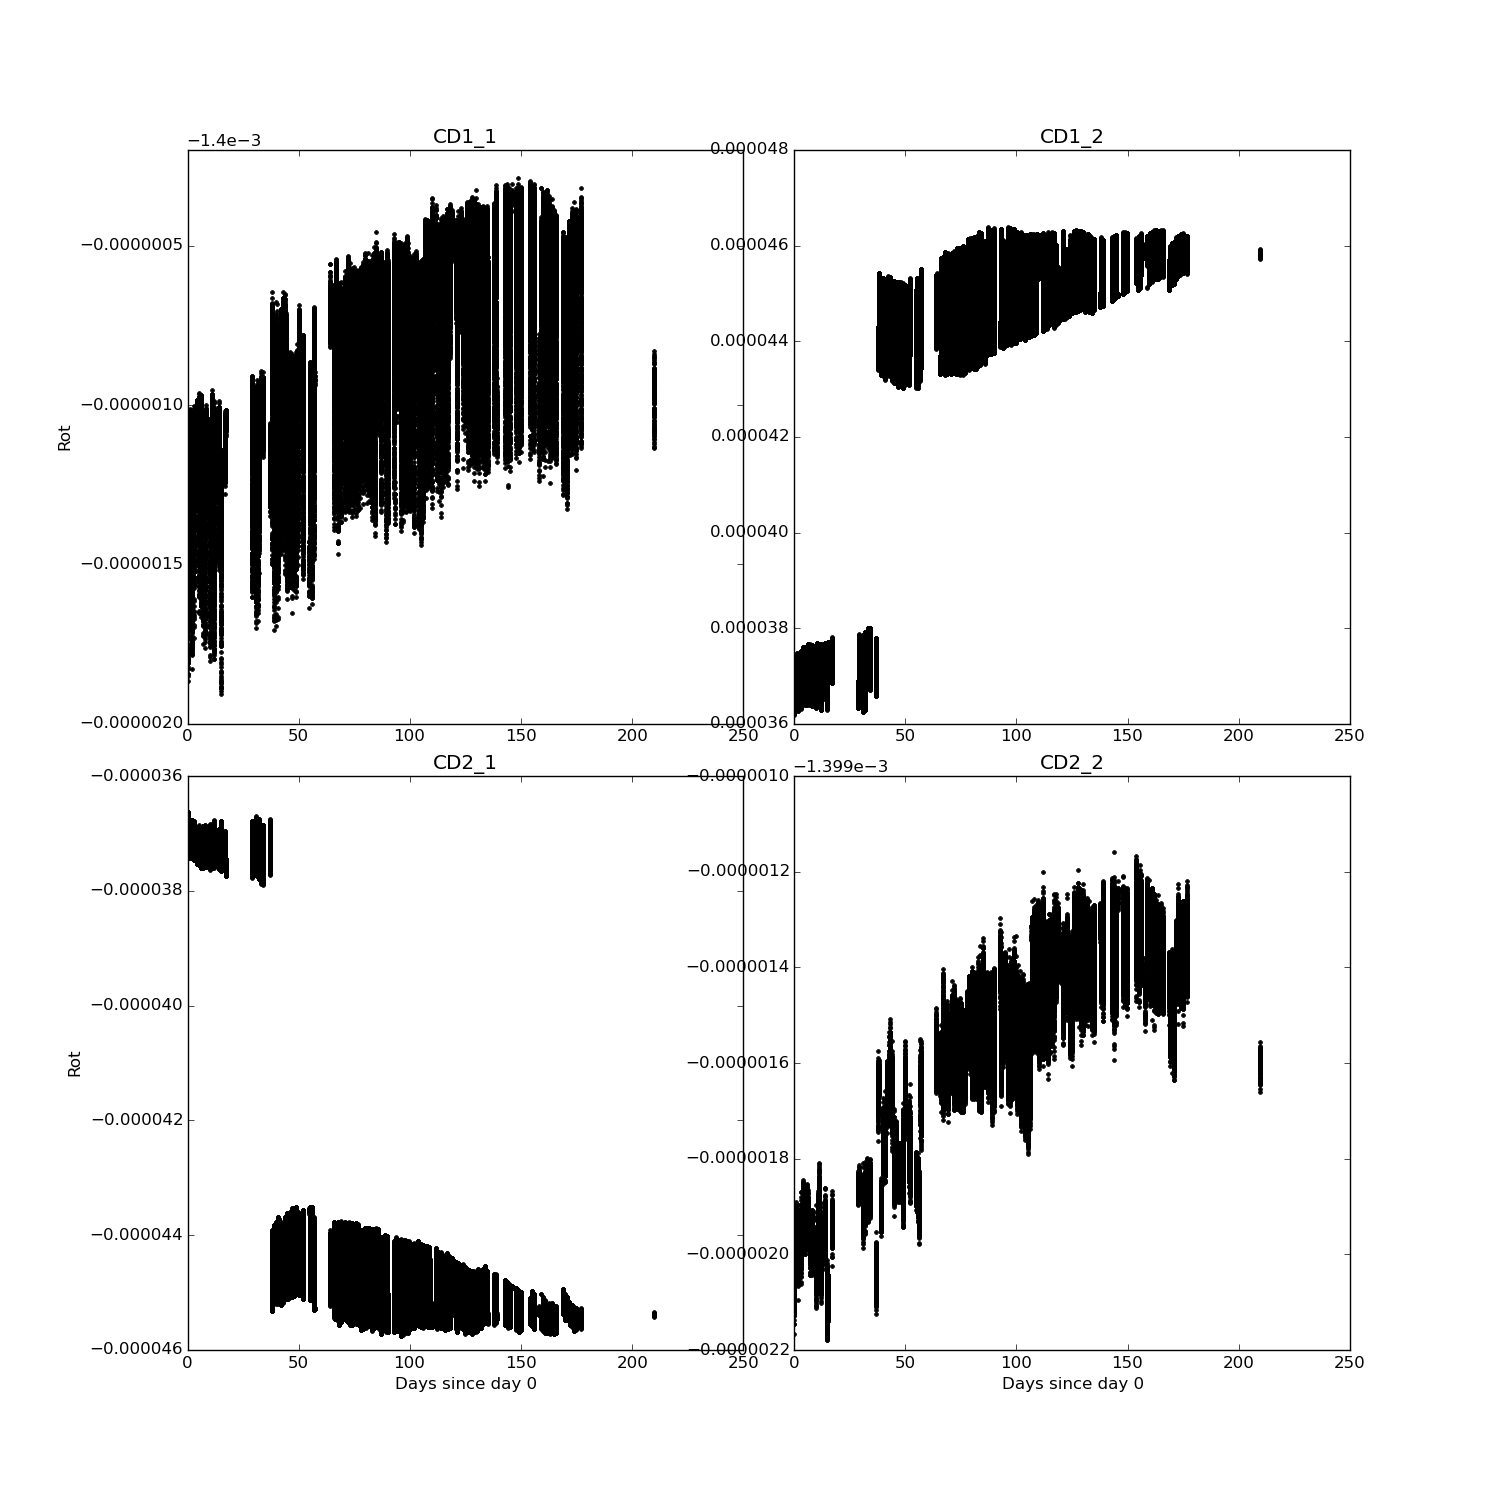 CD1_1
−1.4e−3
−0.0000005
−0.0000010
−0.0000015
−0.0000020
Rot
0 50 100 150 200 250
CD1_2
0.000048
0.000046
0.000044
0.000042
0.000040
0.000038
0.000036
0 50 100 150 200 250
CD2_1
−0.000036
−0.000038
−0.000040
−0.000042
−0.000044
−0.000046
Rot
0 50 100 150 200 250
Days since day 0
CD2_2
−1.399e−3
−0.0000010
−0.0000012
−0.0000014
−0.0000016
−0.0000018
−0.0000020
−0.0000022
0 50 100 150 200 250
Days since day 0